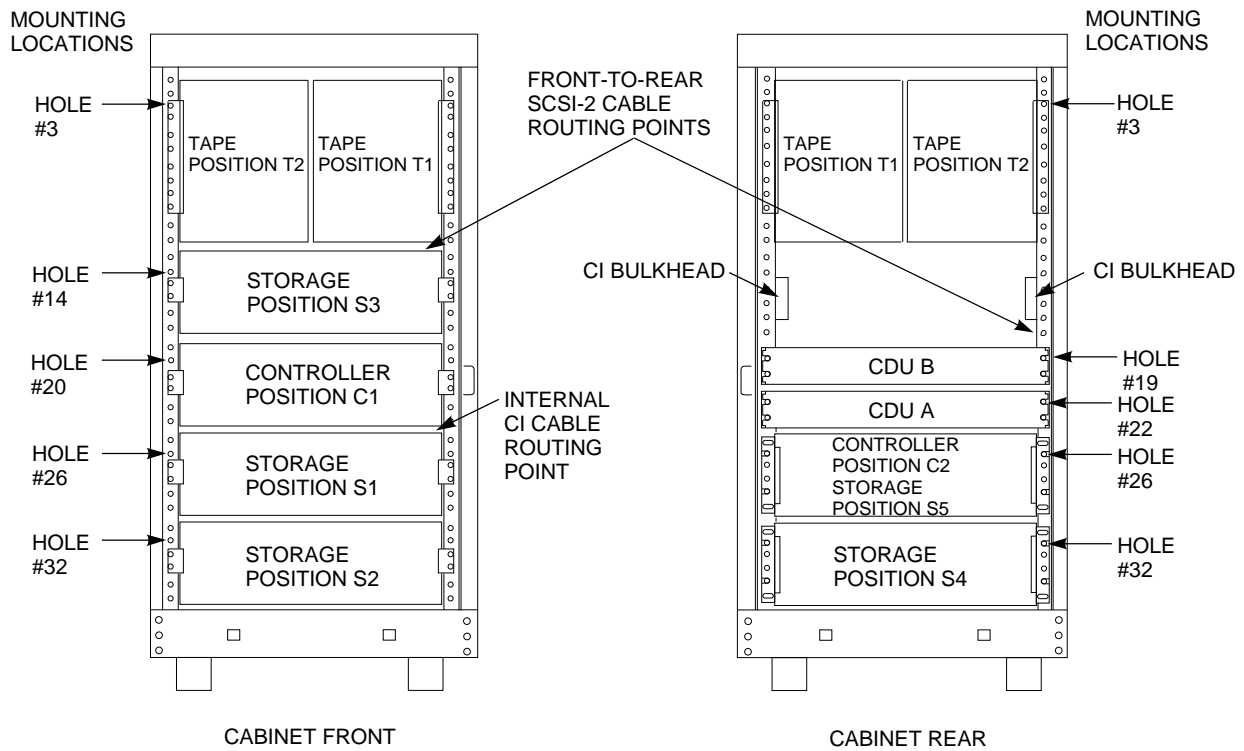 MOUNTING
LOCATIONS
HOLE
#3
TAPE
POSITION T2
TAPE
POSITION T1
HOLE
#14
STORAGE
POSITION S3
HOLE
#20
CONTROLLER
POSITION C1
HOLE
#26
STORAGE
POSITION S1
HOLE
#32
STORAGE
POSITION S2
CABINET FRONT
FRONT-TO-REAR
SCSI-2 CABLE
ROUTING POINTS
INTERNAL
CI CABLE
ROUTING
POINT
MOUNTING
LOCATIONS
TAPE
POSITION T1
TAPE
POSITION T2
HOLE
#3
CI BULKHEAD
CI BULKHEAD
CDU B
HOLE
#19
CDU A
HOLE
#22
CONTROLLER
POSITION C2
STORAGE
POSITION S5
HOLE
#26
STORAGE
POSITION S4
HOLE
#32
CABINET REAR